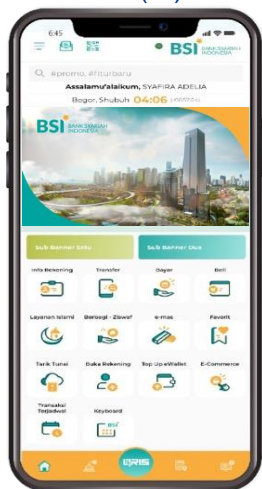 6:45
BSI BANK SYARIAH INDONESIA
#promo, #fiturbaru
Assalamu'alaikum, SYAFIRA ADELIA
Bogor, Shubuh 04:06
BSI BANK SYARIAH INDONESIA
Sub Banner Satu Sub Banner Dua
Info Rekening Transfer Bayar Beli
Layanan Islami Berbagi - Ziswaf e-mas Favorit
Tarik Tunai Buka Rekening Top Up eWallet E-Commerce
Transaksi Terjadwal Keyboard
BSI
QRIS